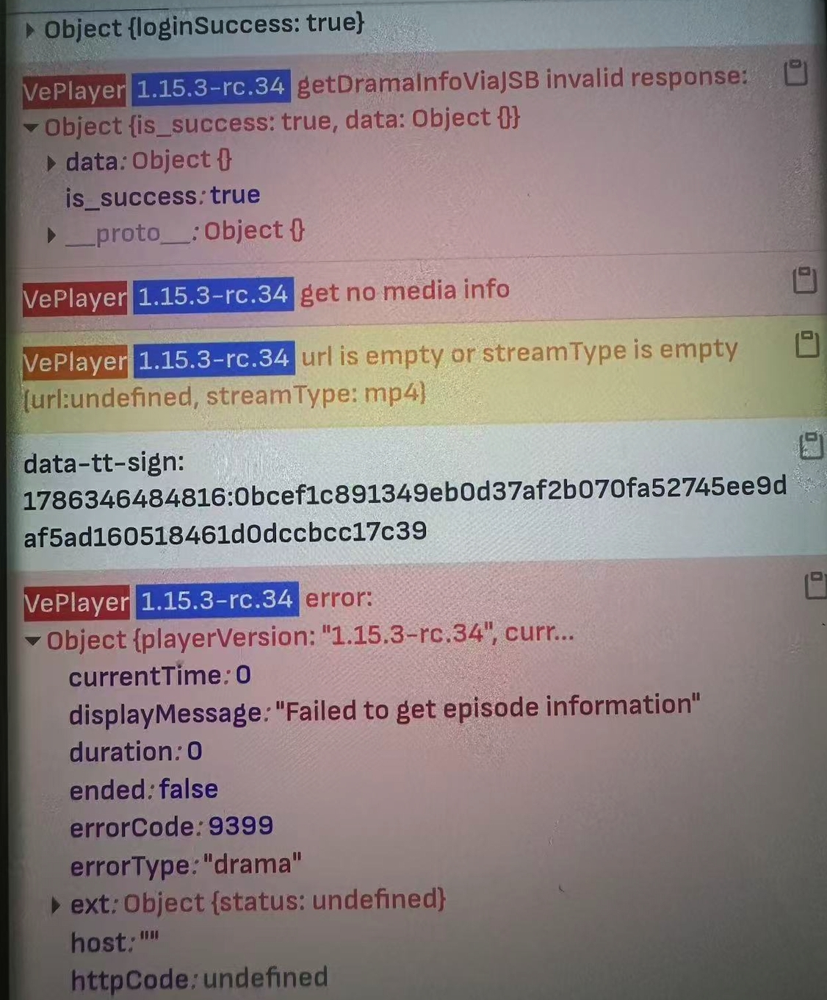 Object {loginSuccess: true}
VePlayer 1.15.3-rc.34 getDramaInfoViaJSB invalid response:
Object {is_success: true, data: Object {}}
data: Object {}
is_success: true
__proto__: Object {}
VePlayer 1.15.3-rc.34 get no media info
VePlayer 1.15.3-rc.34 url is empty or streamType is empty
{url:undefined, streamType: mp4}
data-tt-sign:
1786346484816:0bcef1c891349eb0d37af2b070fa52745ee9d
af5ad160518461d0dccbcc17c39
VePlayer 1.15.3-rc.34 error:
Object {playerVersion: "1.15.3-rc.34", curr...
currentTime: 0
displayMessage: "Failed to get episode information"
duration: 0
ended: false
errorCode: 9399
errorType: "drama"
ext: Object {status: undefined}
host: ""
httpCode: undefined